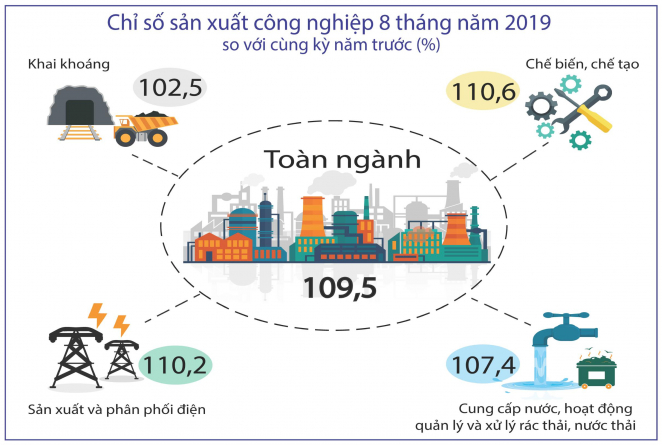 Chỉ số sản xuất công nghiệp 8 tháng năm 2019
so với cùng kỳ năm trước (%)
Khai khoáng
102,5
Chế biến, chế tạo
110,6
Toàn ngành
109,5
110,2
Sản xuất và phân phối điện
107,4
Cung cấp nước, hoạt động
quản lý và xử lý rác thải, nước thải